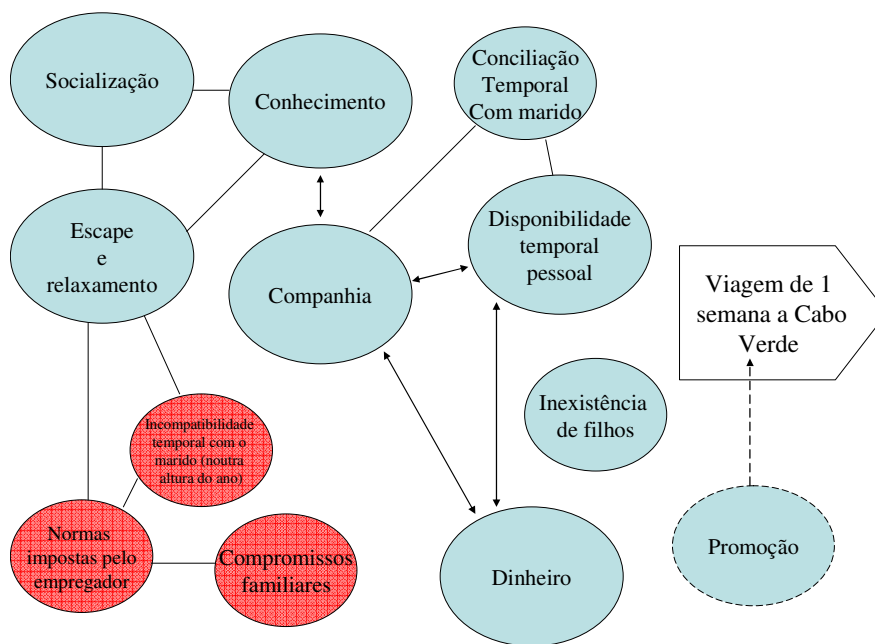 Socialização
Conhecimento
Conciliação
Temporal
Com marido
Escape
e
relaxamento
Companhia
Disponibilidade
temporal
pessoal
Viagem de 1
semana a Cabo
Verde
Inexistência
de filhos
Incompatibilidade
temporal com o
marido (noutra
altura do ano)
Normas
impostas pelo
empregador
Compromissos
familiares
Dinheiro
Promoção